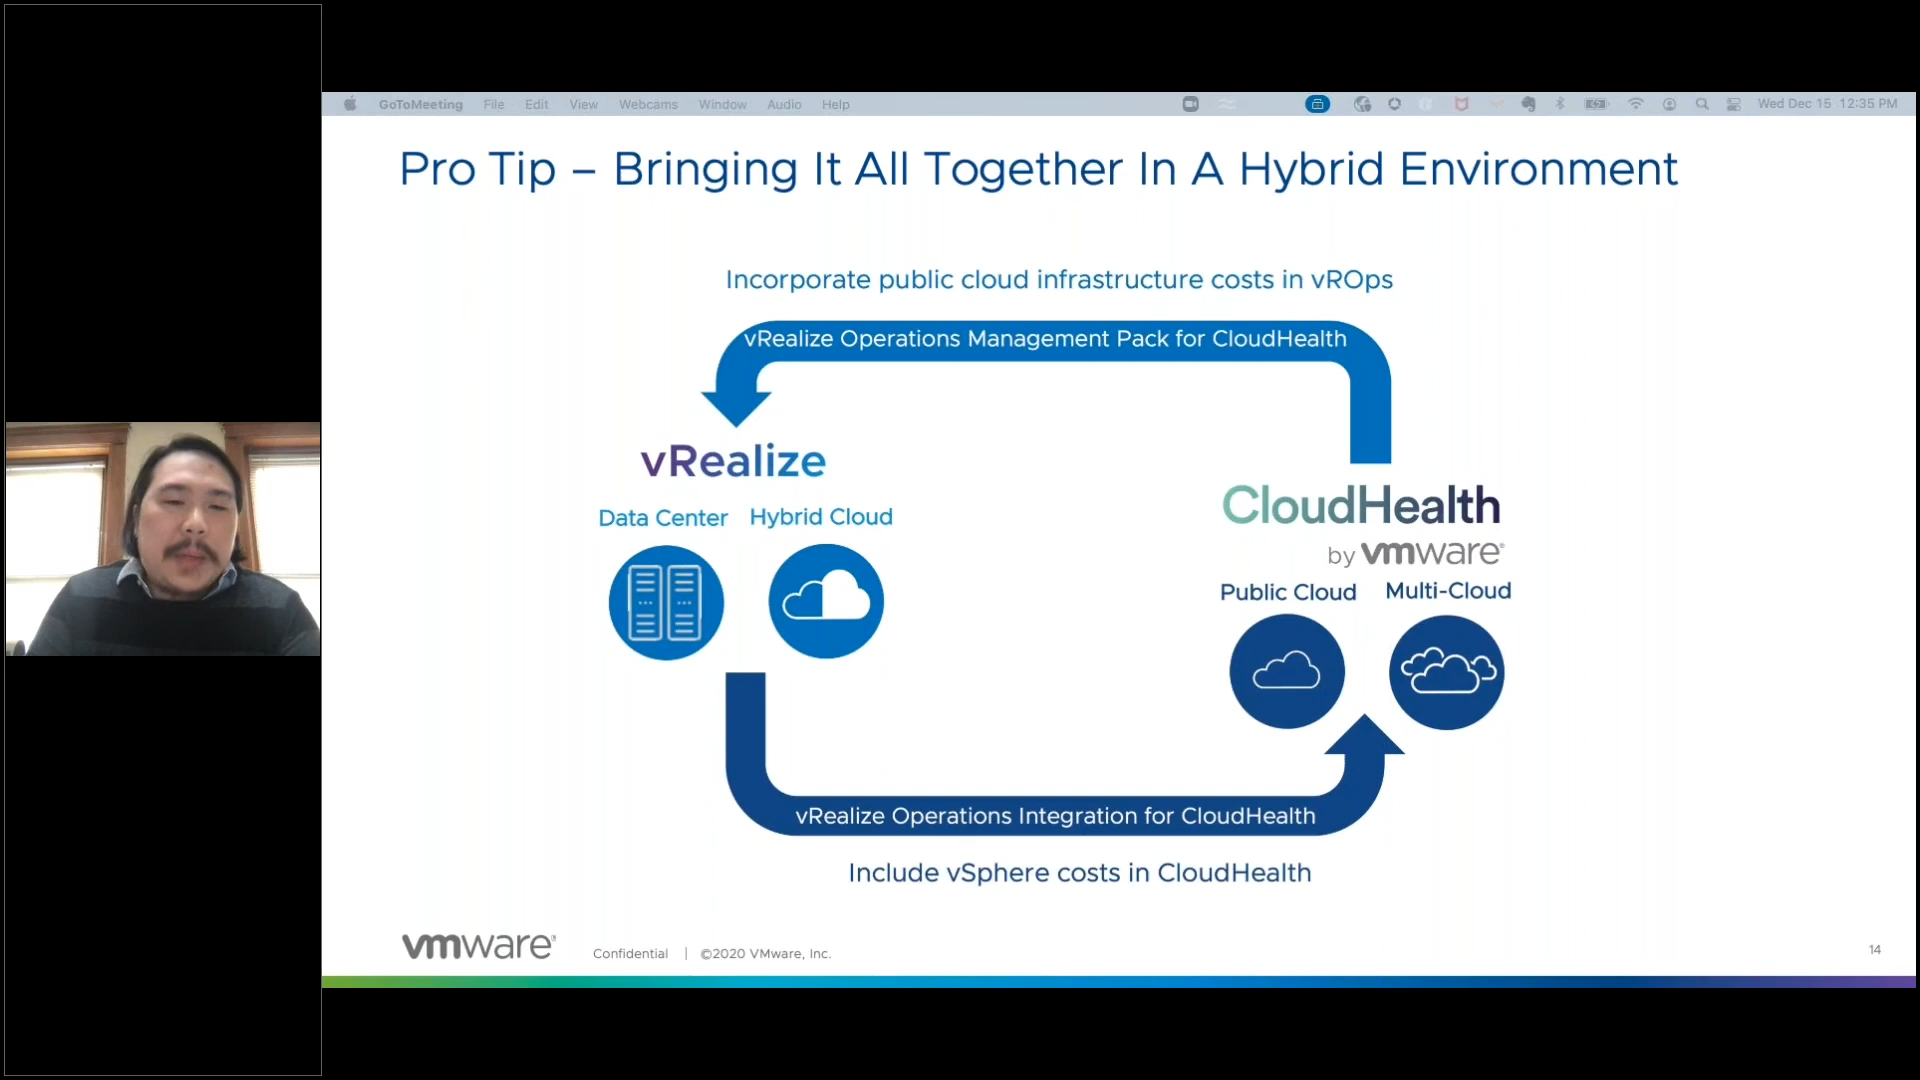 GoToMeeting File Edit View Webcams Window Audio Help Wed Dec 15 12:35 PM
Pro Tip – Bringing It All Together In A Hybrid Environment
Incorporate public cloud infrastructure costs in vROps
vRealize Operations Management Pack for CloudHealth
vRealize
Data Center Hybrid Cloud
CloudHealth
by vmware®
Public Cloud Multi-Cloud
vRealize Operations Integration for CloudHealth
Include vSphere costs in CloudHealth
vmware® Confidential | ©2020 VMware, Inc. 14